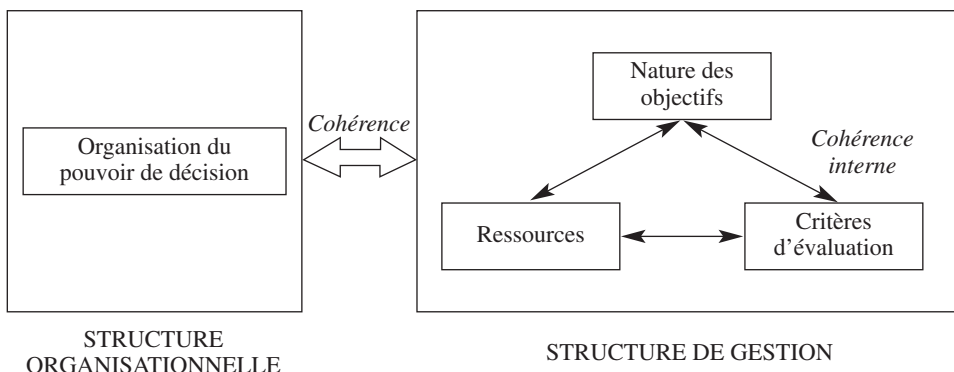 Organisation du
pouvoir de décision
Cohérence
Nature des
objectifs
Cohérence
interne
Ressources
Critères
d'évaluation
STRUCTURE
ORGANISATIONNELLE
STRUCTURE DE GESTION